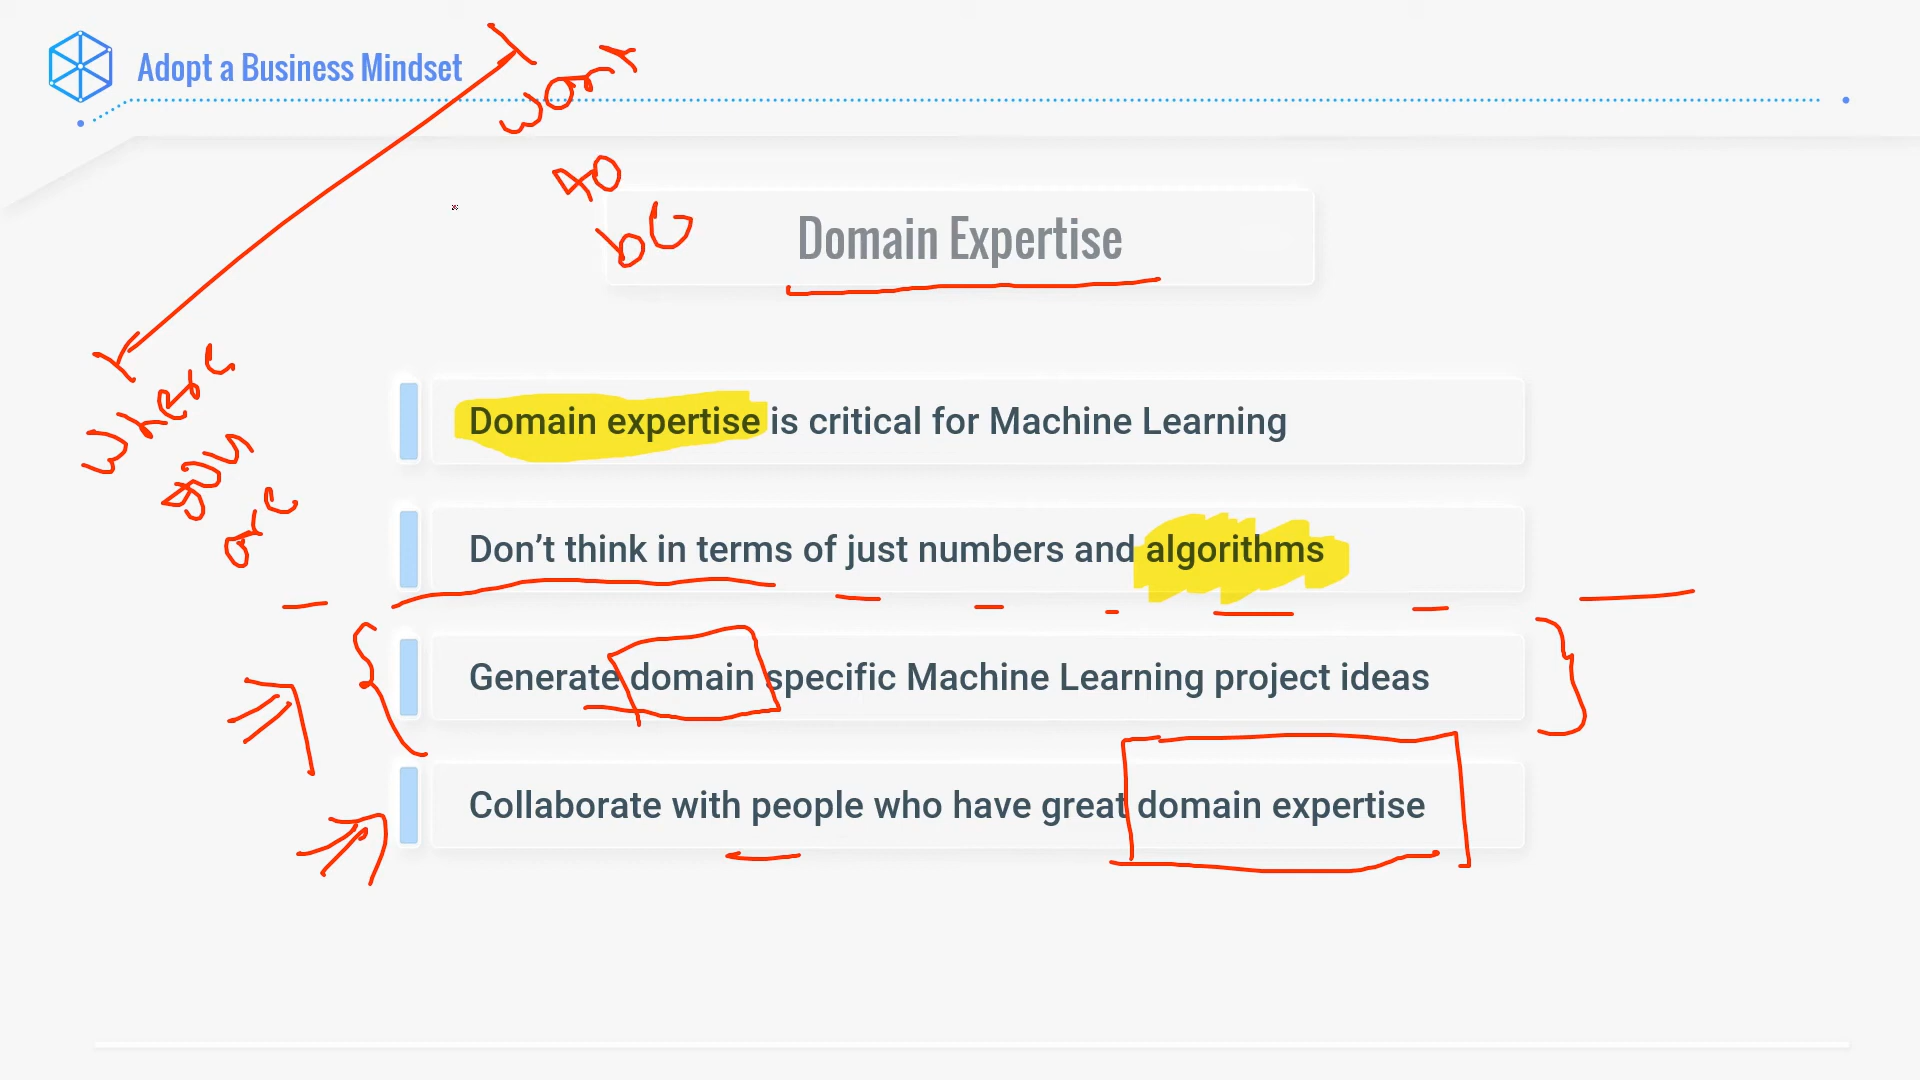 Adopt a Business Mindset
want
to
be
Domain Expertise
where
you
are
Domain expertise is critical for Machine Learning
Don’t think in terms of just numbers and algorithms
Generate domain specific Machine Learning project ideas
Collaborate with people who have great domain expertise